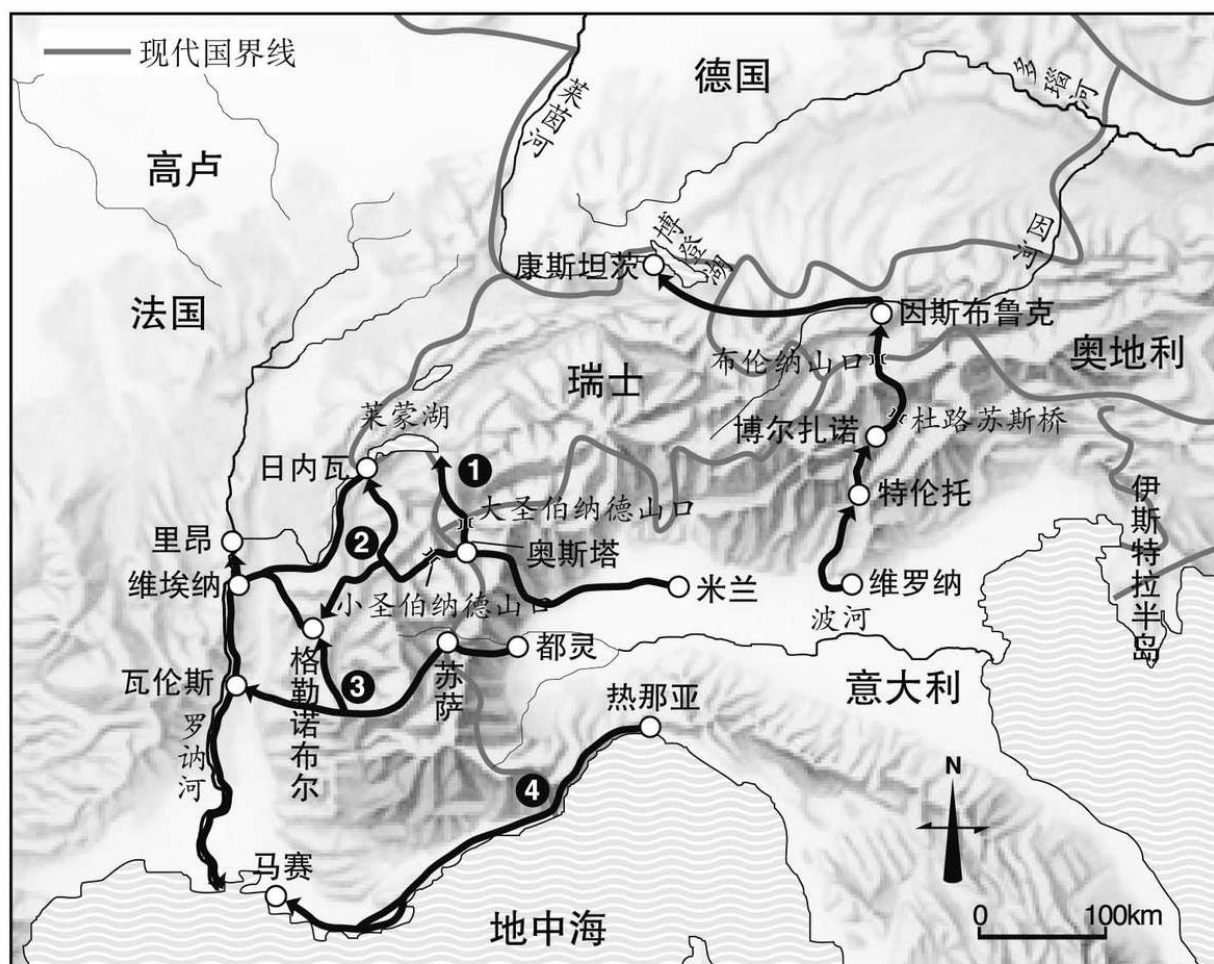 现代国界线
德国
多瑙河
莱茵河
高卢
因河
博登湖
康斯坦茨
法国
因斯布鲁克
布伦纳山口
奥地利
瑞士
莱蒙湖
博尔扎诺
杜路苏斯桥
日内瓦
1
特伦托
大圣伯纳德山口
伊斯特拉半岛
里昂
2
奥斯塔
维埃纳
米兰
维罗纳
小圣伯纳德山口
波河
都灵
苏萨
格勒诺布尔
瓦伦斯
3
意大利
热那亚
罗讷河
4
N
马赛
地中海
0
100km